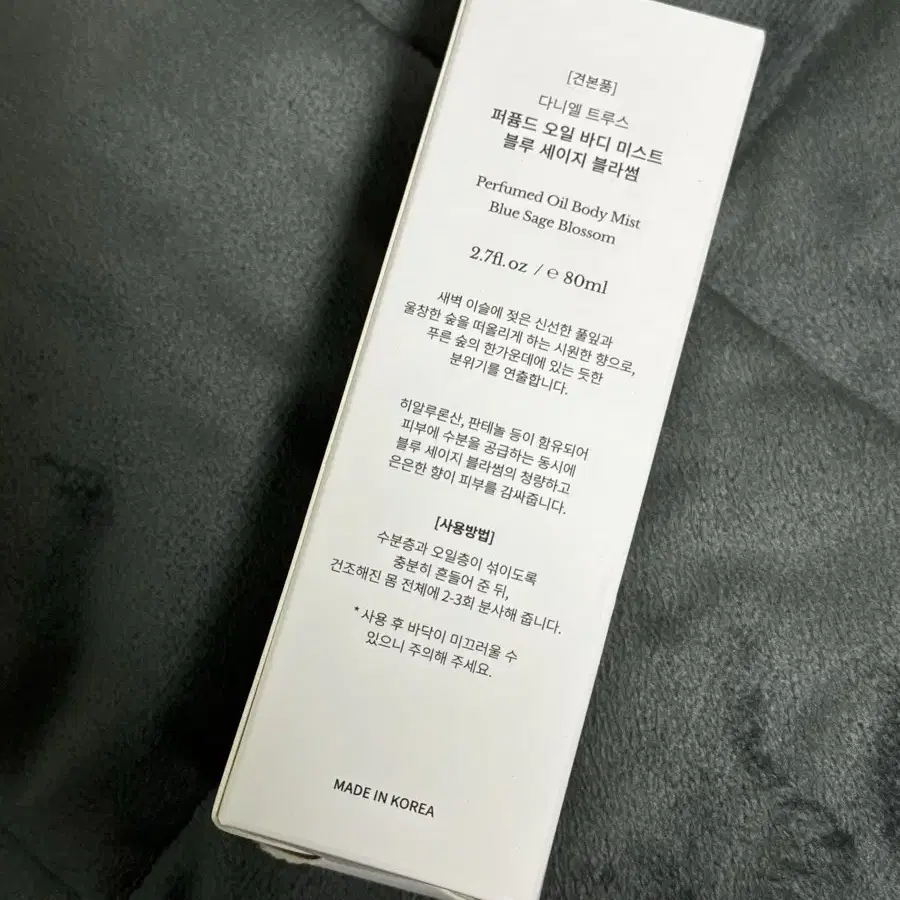 [견본품]
다니엘 트루스
퍼퓸드 오일 바디 미스트
블루 세이지 블라썸
Perfumed Oil Body Mist
Blue Sage Blossom
2.7fl.oz / ℮ 80ml
새벽 이슬에 젖은 신선한 풀잎과
울창한 숲을 떠올리게 하는 시원한 향으로,
푸른 숲의 한가운데에 있는 듯한
분위기를 연출합니다.
히알루론산, 판테놀 등이 함유되어
피부에 수분을 공급하는 동시에
블루 세이지 블라썸의 청량하고
은은한 향이 피부를 감싸줍니다.
[사용방법]
수분층과 오일층이 섞이도록
충분히 흔들어 준 뒤,
건조해진 몸 전체에 2-3회 분사해 줍니다.
* 사용 후 바닥이 미끄러울 수
있으니 주의해 주세요.
MADE IN KOREA